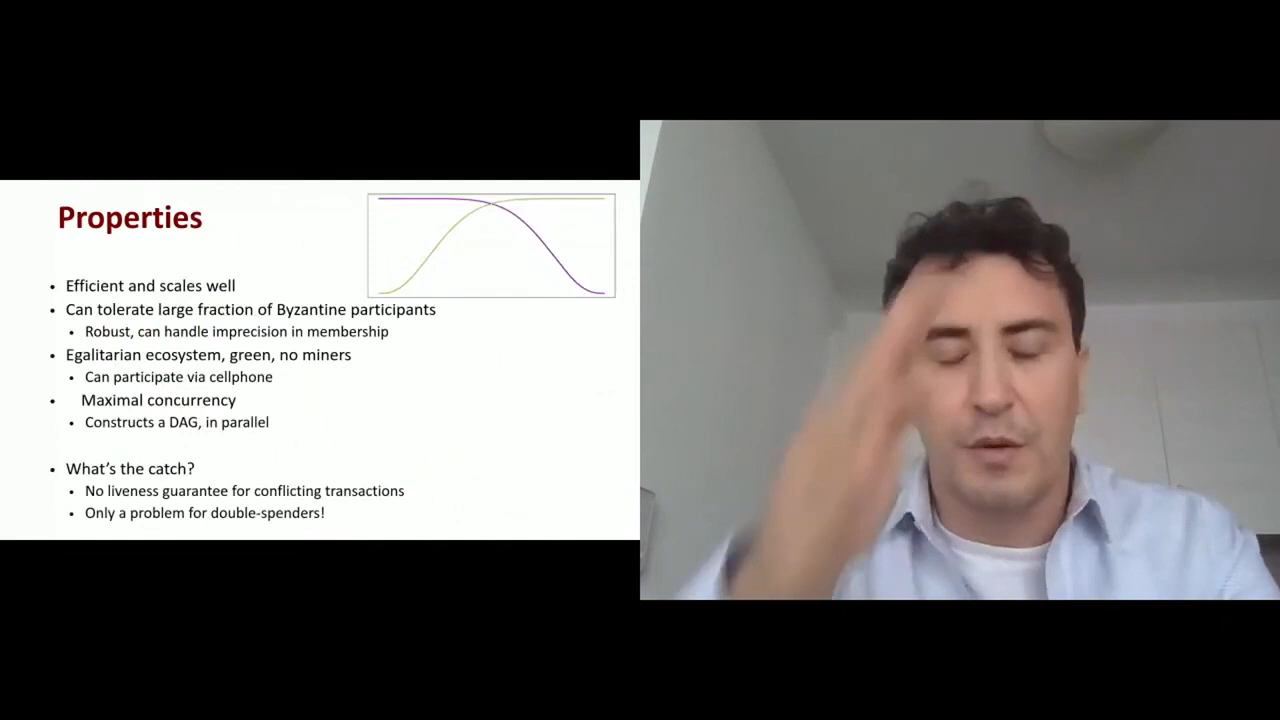 Properties
• Efficient and scales well
• Can tolerate large fraction of Byzantine participants
• Robust, can handle imprecision in membership
• Egalitarian ecosystem, green, no miners
• Can participate via cellphone
• Maximal concurrency
• Constructs a DAG, in parallel
• What’s the catch?
• No liveness guarantee for conflicting transactions
• Only a problem for double-spenders!